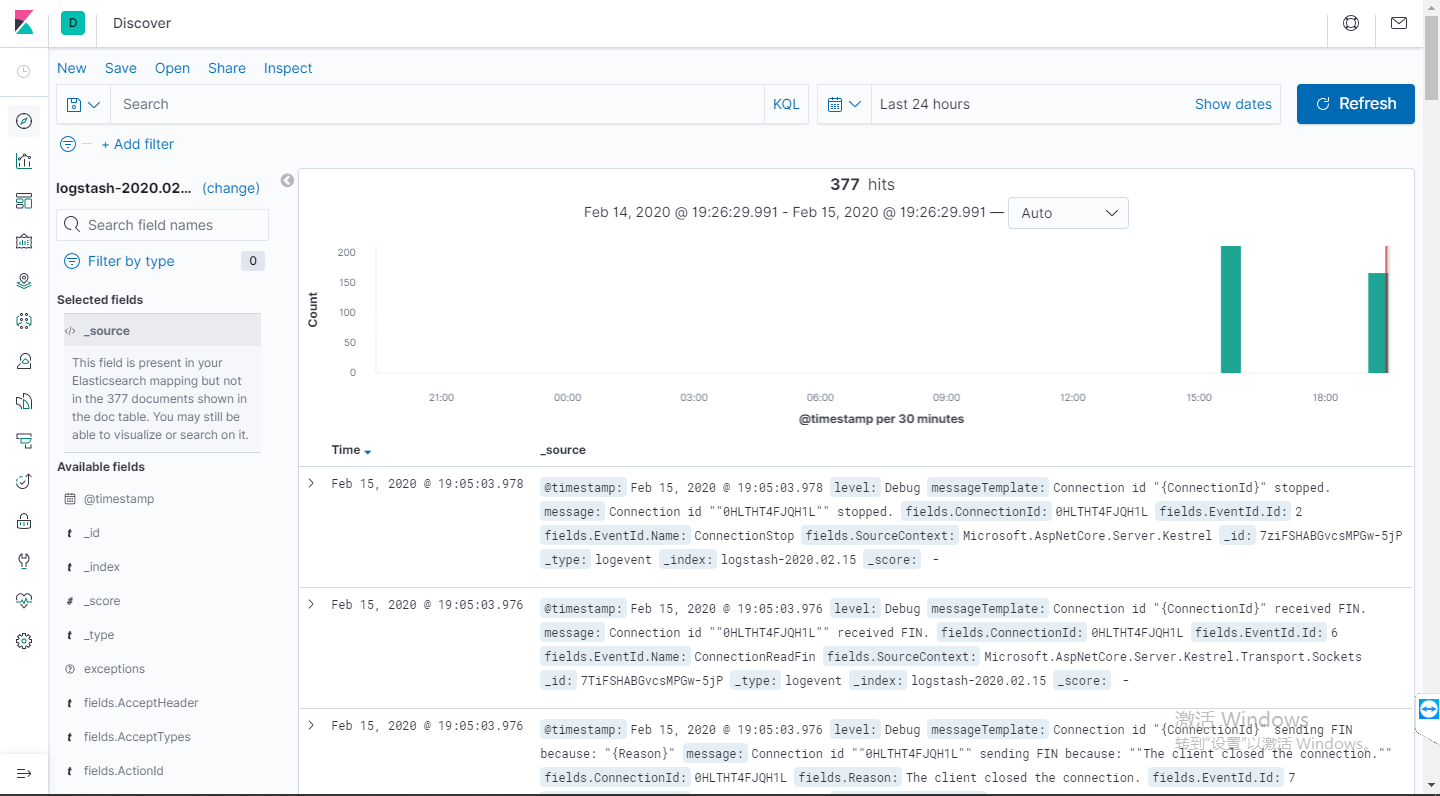 D Discover
New Save Open Share Inspect
Search KQL Last 24 hours Show dates Refresh
+ Add filter
logstash-2020.02... (change)
Search field names
Filter by type 0
Selected fields
_source
This field is present in your
Elasticsearch mapping but not
in the 377 documents shown in
the doc table. You may still be
able to visualize or search on it.
Available fields
@timestamp
t _id
t _index
# _score
t _type
exceptions
t fields.AcceptHeader
t fields.AcceptTypes
t fields.ActionId
377 hits
Feb 14, 2020 @ 19:26:29.991 - Feb 15, 2020 @ 19:26:29.991 — Auto
Count
200
150
100
50
0
21:00 00:00 03:00 06:00 09:00 12:00 15:00 18:00
@timestamp per 30 minutes
Time _source
Feb 15, 2020 @ 19:05:03.978 @timestamp: Feb 15, 2020 @ 19:05:03.978 level: Debug messageTemplate: Connection id "{ConnectionId}" stopped.
message: Connection id ""0HLTHT4FJQH1L"" stopped. fields.ConnectionId: 0HLTHT4FJQH1L fields.EventId.Id: 2
fields.EventId.Name: ConnectionStop fields.SourceContext: Microsoft.AspNetCore.Server.Kestrel _id: 7ziFSHABGvcsMPGw-5jP
_type: logevent _index: logstash-2020.02.15 _score: -
Feb 15, 2020 @ 19:05:03.976 @timestamp: Feb 15, 2020 @ 19:05:03.976 level: Debug messageTemplate: Connection id "{ConnectionId}" received FIN.
message: Connection id ""0HLTHT4FJQH1L"" received FIN. fields.ConnectionId: 0HLTHT4FJQH1L fields.EventId.Id: 6
fields.EventId.Name: ConnectionReadFin fields.SourceContext: Microsoft.AspNetCore.Server.Kestrel.Transport.Sockets
_id: 7TiFSHABGvcsMPGw-5jP _type: logevent _index: logstash-2020.02.15 _score: -
Feb 15, 2020 @ 19:05:03.976 @timestamp: Feb 15, 2020 @ 19:05:03.976 level: Debug messageTemplate: Connection id "{ConnectionId}" sending FIN
because: "{Reason}" message: Connection id ""0HLTHT4FJQH1L"" sending FIN because: ""The client closed the connection.""
fields.ConnectionId: 0HLTHT4FJQH1L fields.Reason: The client closed the connection. fields.EventId.Id: 7
激活 Windows
转到"设置"以激活 Windows。